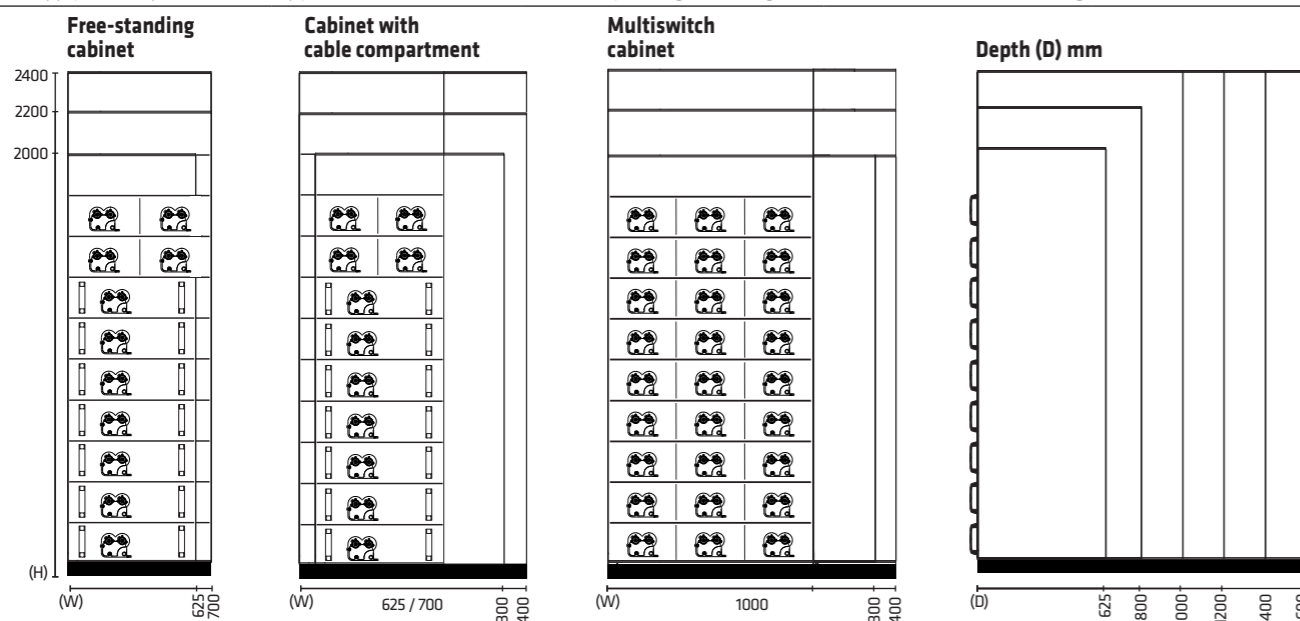 Free-standing
cabinet
Cabinet with
cable compartment
Multiswitch
cabinet
Depth (D) mm
2400
2200
2000
(H)
(W)
625
700
(W)
625 / 700
300
400
(W)
1000
300
400
(D)
625
800